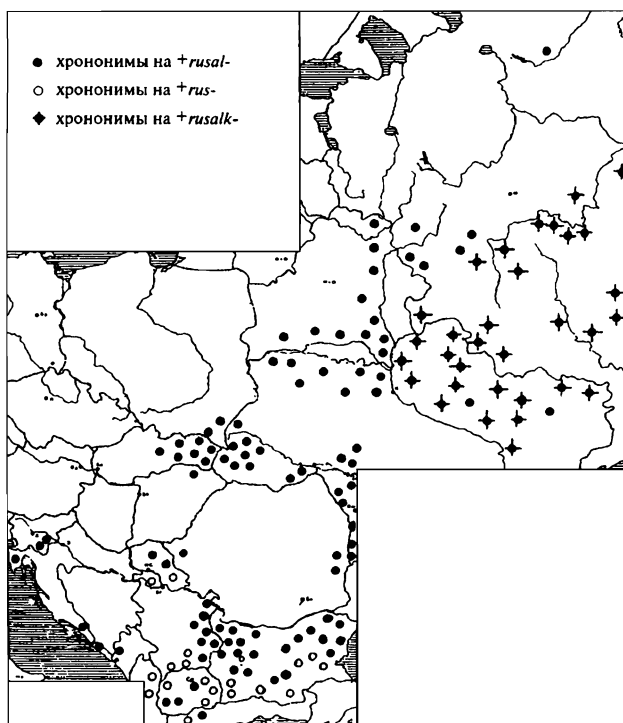 хрононимы на +rusal-
хрононимы на +rus-
хрононимы на +rusalk-